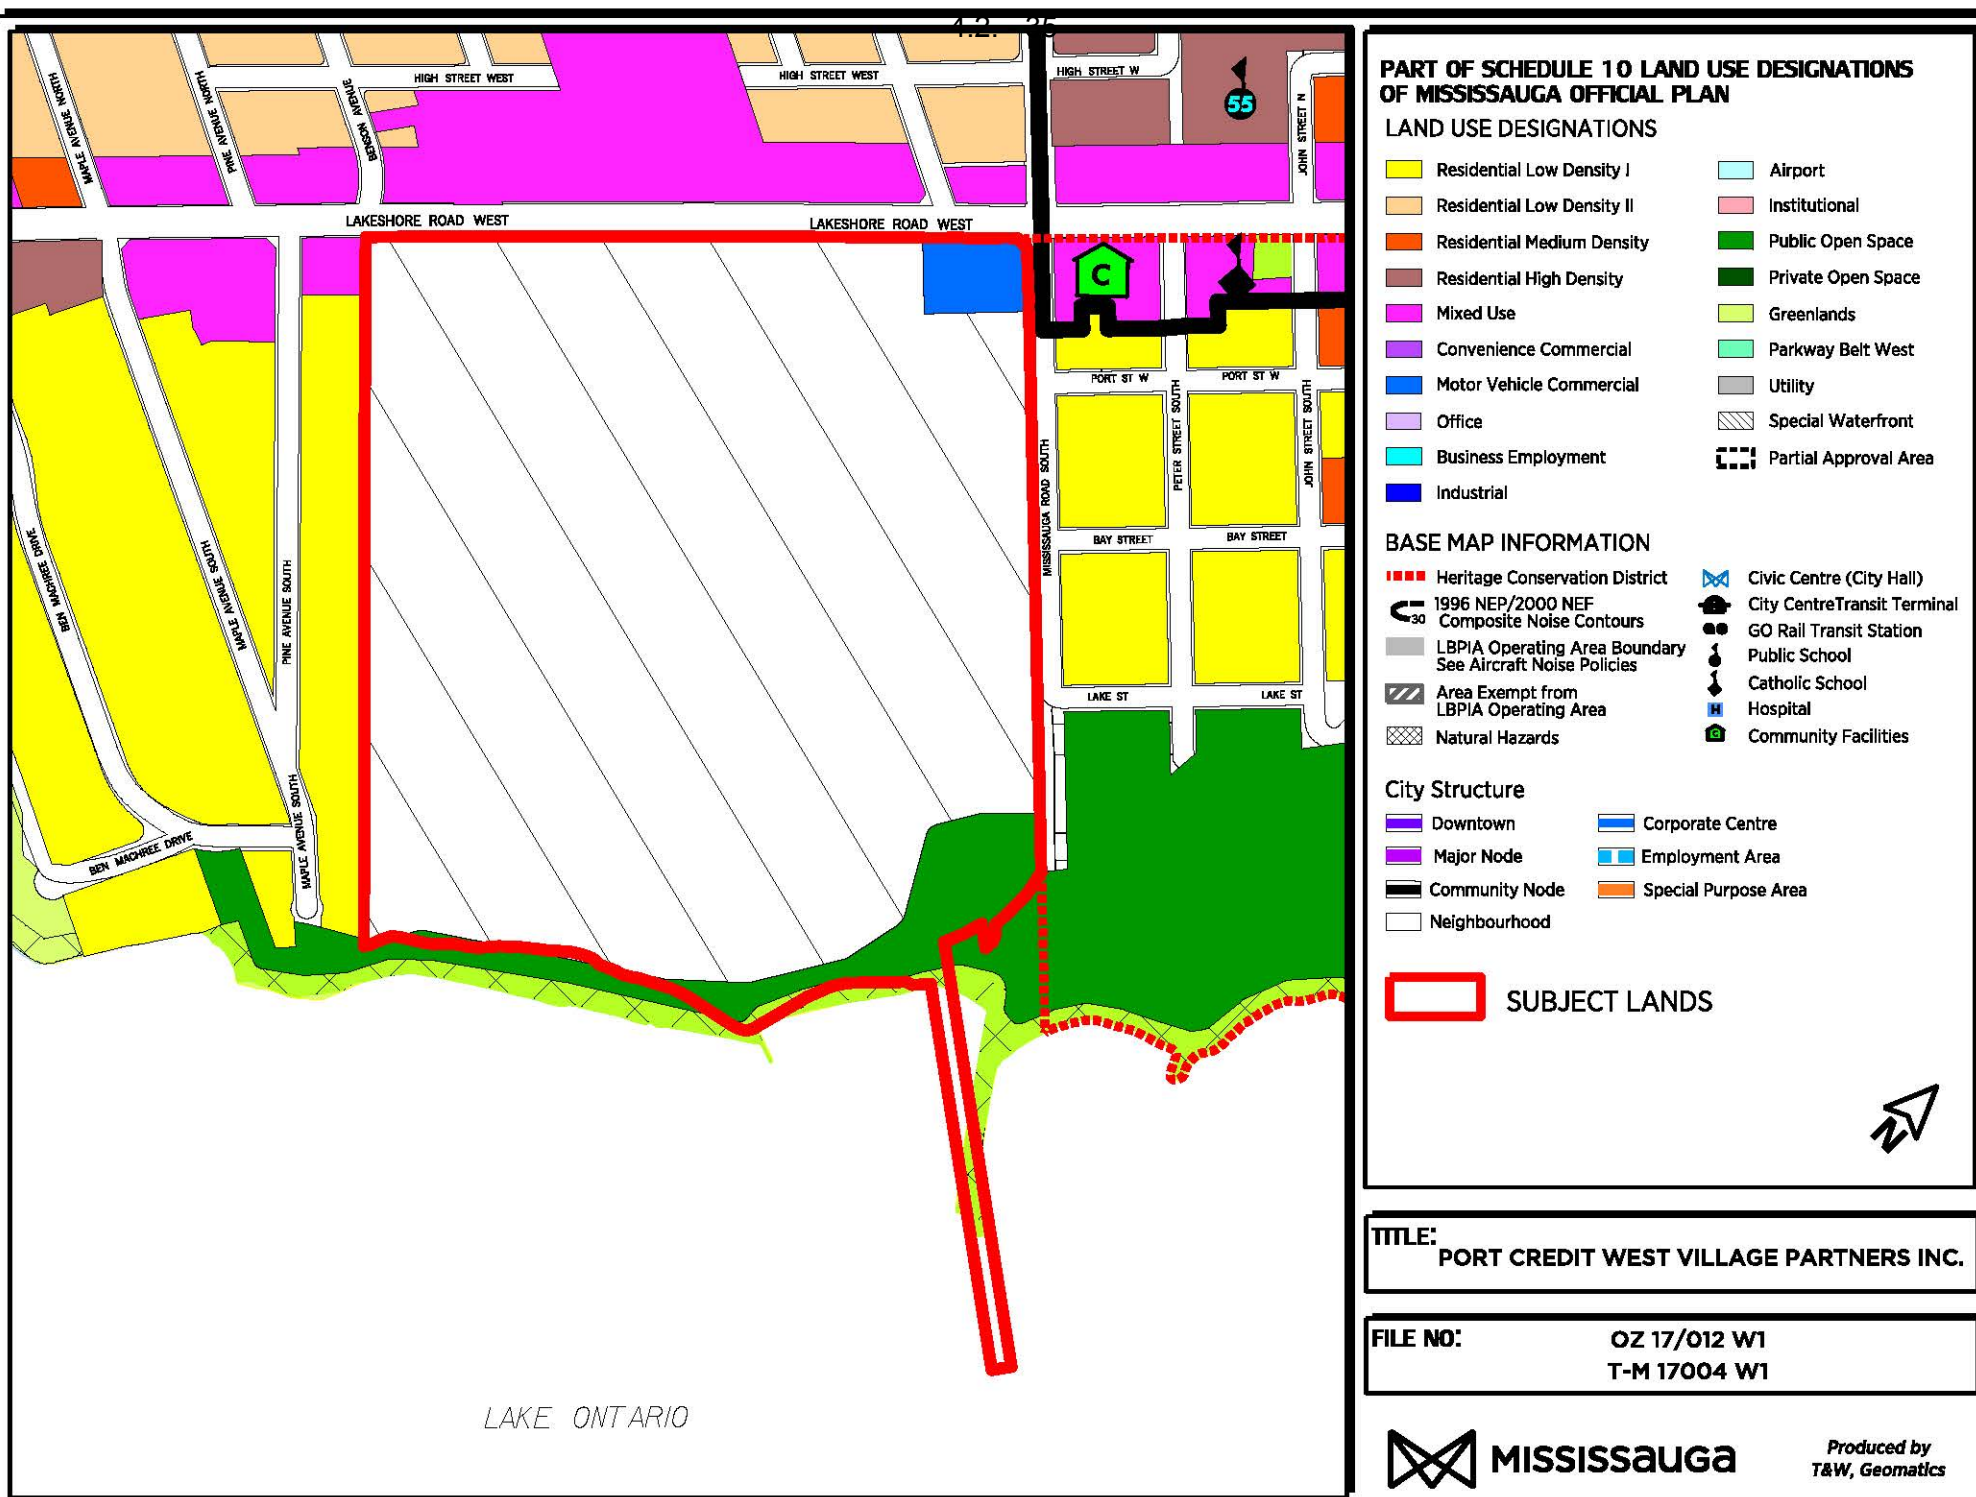 HIGH STREET WEST
HIGH STREET WEST
HIGH STREET W
55
MAPLE AVENUE NORTH
PINE AVENUE NORTH
BENSON AVENUE
JOHN STREET N
LAKESHORE ROAD WEST
LAKESHORE ROAD WEST
C
PORT ST W
PORT ST W
MISSISSAUGA ROAD SOUTH
PETER STREET SOUTH
JOHN STREET SOUTH
BAY STREET
BAY STREET
BEN MACHREE DRIVE
MAPLE AVENUE SOUTH
PINE AVENUE SOUTH
LAKE ST
LAKE ST
MAPLE AVENUE SOUTH
BEN MACHREE DRIVE
LAKE ONTARIO
PART OF SCHEDULE 10 LAND USE DESIGNATIONS
OF MISSISSAUGA OFFICIAL PLAN
LAND USE DESIGNATIONS
Residential Low Density I
Residential Low Density II
Residential Medium Density
Residential High Density
Mixed Use
Convenience Commercial
Motor Vehicle Commercial
Office
Business Employment
Industrial
Airport
Institutional
Public Open Space
Private Open Space
Greenlands
Parkway Belt West
Utility
Special Waterfront
Partial Approval Area
BASE MAP INFORMATION
Heritage Conservation District
30
1996 NEP/2000 NEF
Composite Noise Contours
LBPIA Operating Area Boundary
See Aircraft Noise Policies
Area Exempt from
LBPIA Operating Area
Natural Hazards
Civic Centre (City Hall)
City CentreTransit Terminal
GO Rail Transit Station
Public School
Catholic School
H Hospital
C Community Facilities
City Structure
Downtown
Major Node
Community Node
Neighbourhood
Corporate Centre
Employment Area
Special Purpose Area
SUBJECT LANDS
N
TITLE:
PORT CREDIT WEST VILLAGE PARTNERS INC.
FILE NO:
OZ 17/012 W1
T-M 17004 W1
MISSISSAUGA
Produced by
T&W, Geomatics